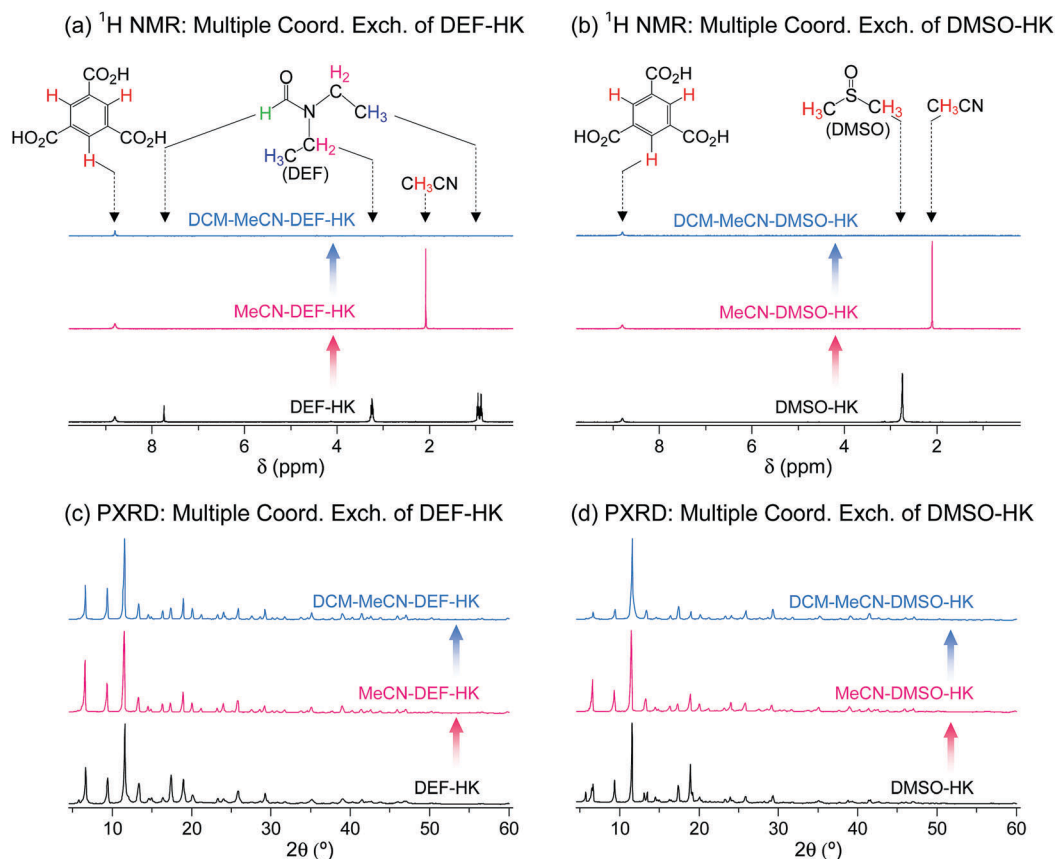 (a) ¹H NMR: Multiple Coord. Exch. of DEF-HK
CO₂H
H H
HO₂C CO₂H
H
O
H₂
H N
H₃
H₃C C H₂
(DEF)
CH₃CN
DCM-MeCN-DEF-HK
MeCN-DEF-HK
DEF-HK
8 6 4 2
δ (ppm)
(b) ¹H NMR: Multiple Coord. Exch. of DMSO-HK
CO₂H
H H
HO₂C CO₂H
H
O
S
H₃C CH₃
(DMSO)
CH₃CN
DCM-MeCN-DMSO-HK
MeCN-DMSO-HK
DMSO-HK
8 6 4 2
δ (ppm)
(c) PXRD: Multiple Coord. Exch. of DEF-HK
DCM-MeCN-DEF-HK
MeCN-DEF-HK
DEF-HK
10 20 30 40 50 60
2θ (º)
(d) PXRD: Multiple Coord. Exch. of DMSO-HK
DCM-MeCN-DMSO-HK
MeCN-DMSO-HK
DMSO-HK
10 20 30 40 50 60
2θ (º)